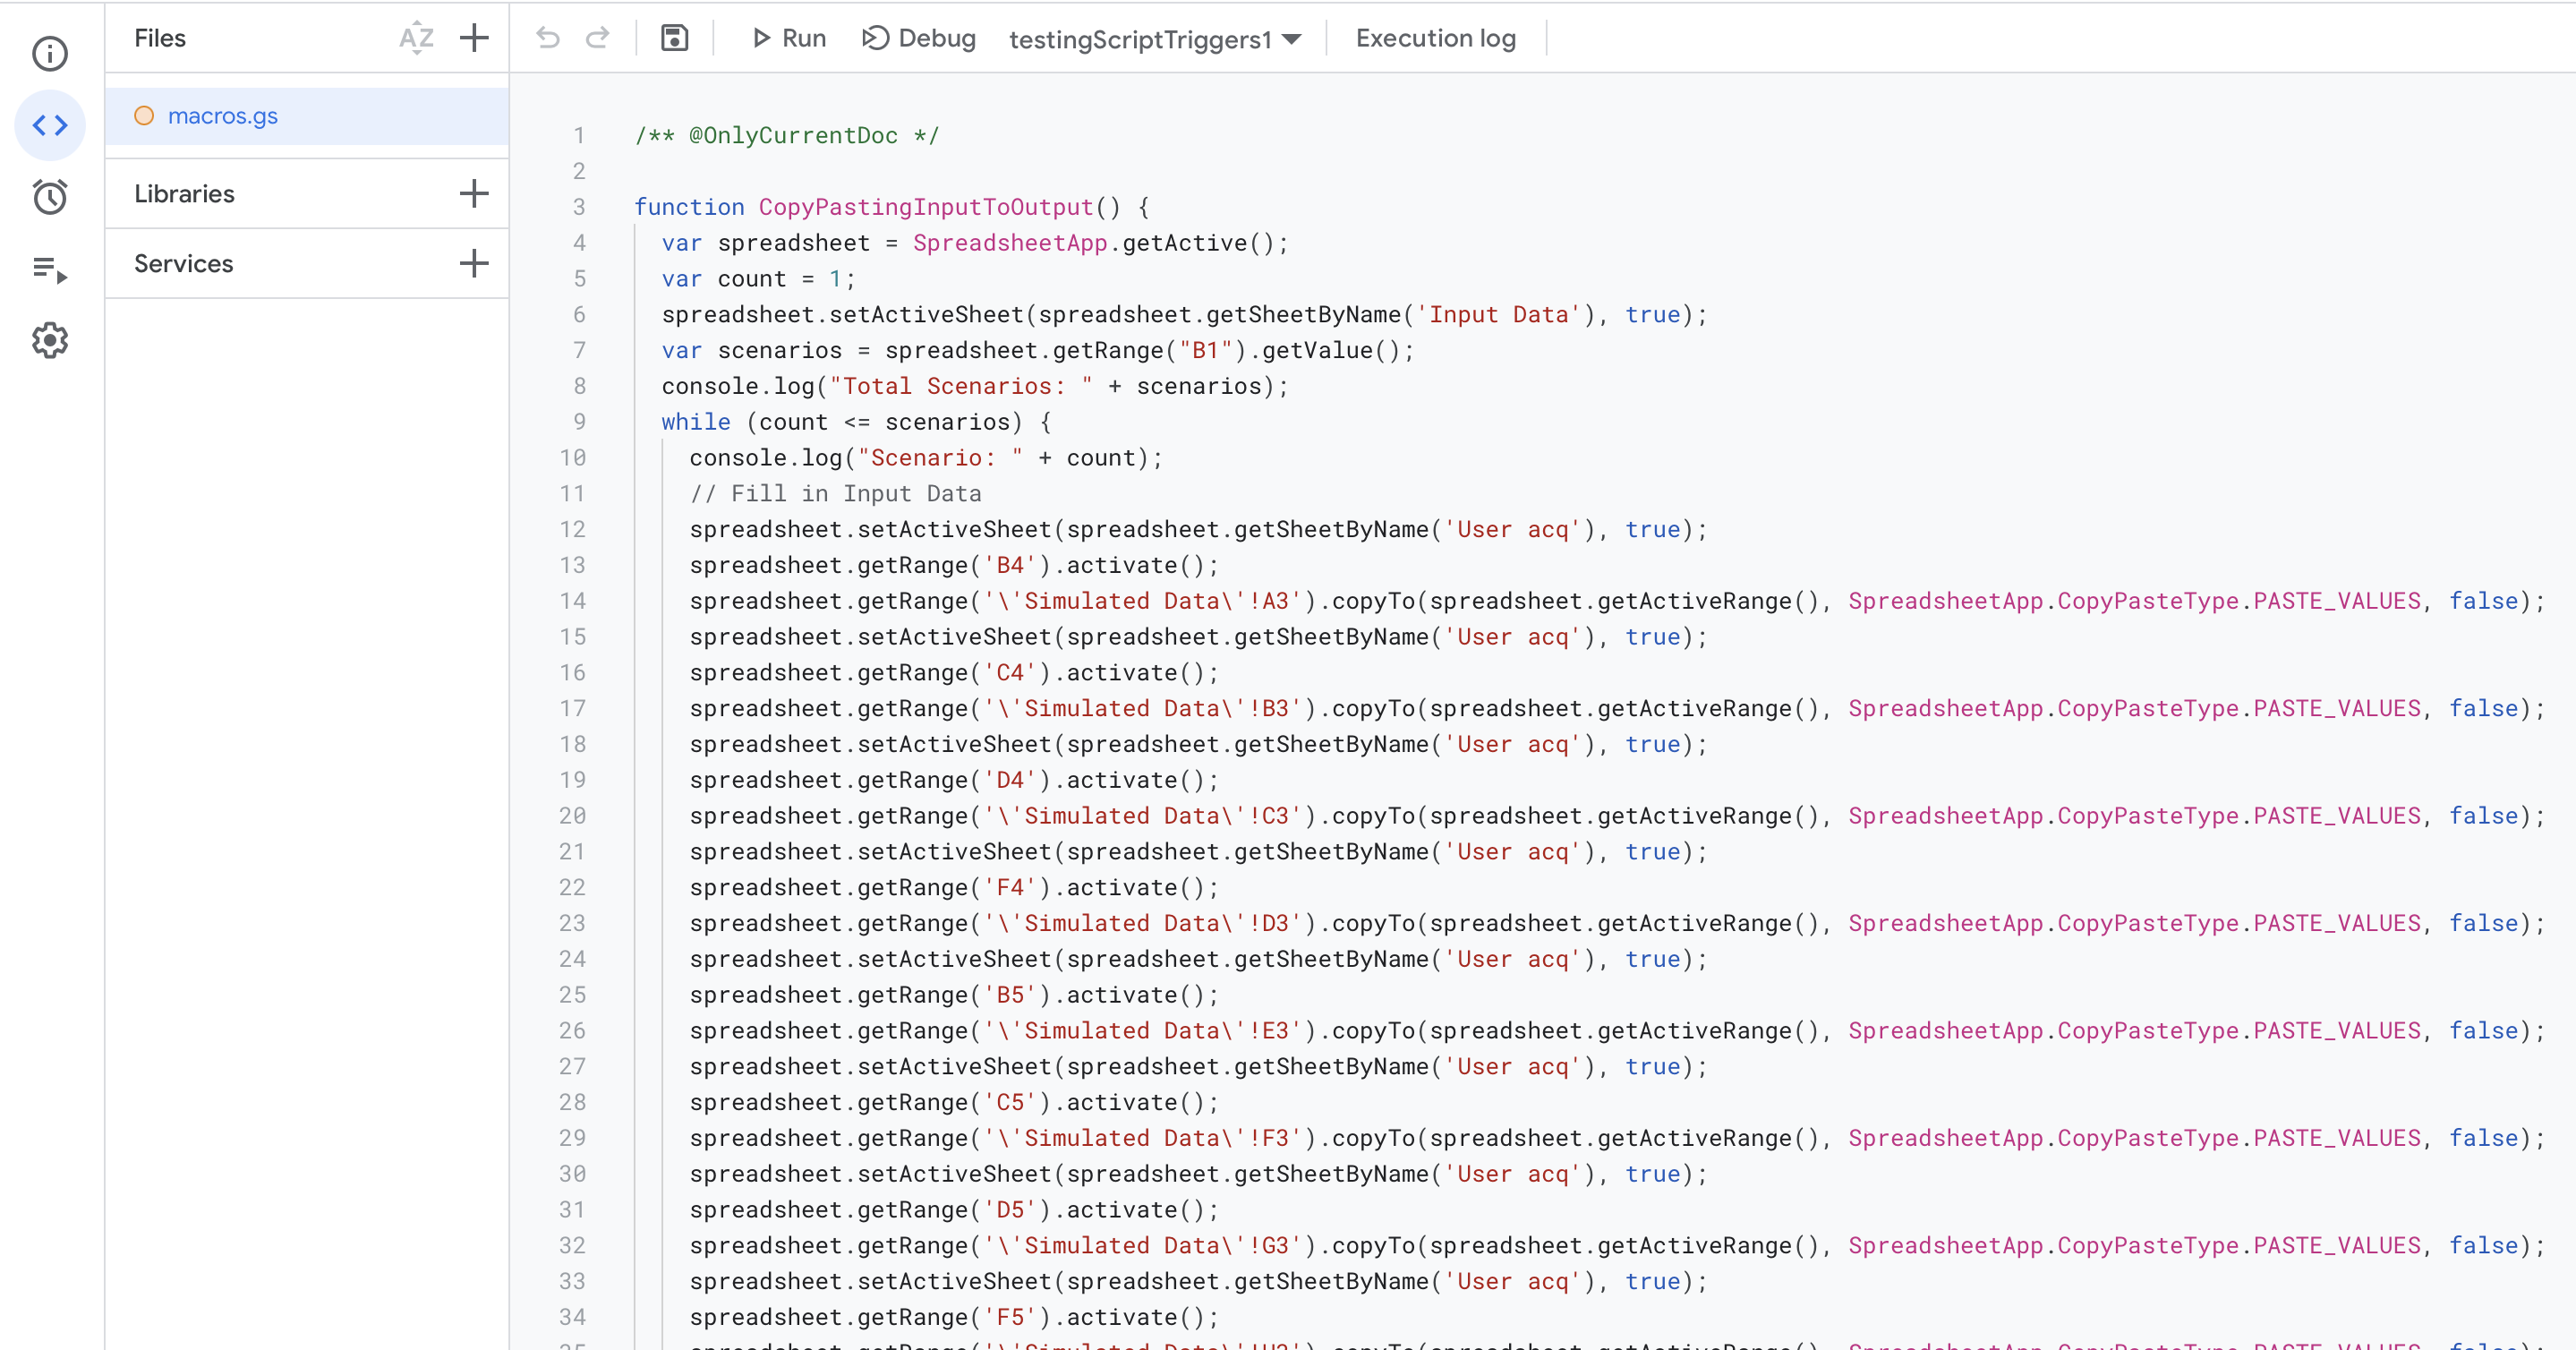 Files
AZ
Run
Debug
testingScriptTriggers1
Execution log
macros.gs
Libraries
Services
1 /** @OnlyCurrentDoc */
2
3 function CopyPastingInputToOutput() {
4 var spreadsheet = SpreadsheetApp.getActive();
5 var count = 1;
6 spreadsheet.setActiveSheet(spreadsheet.getSheetByName('Input Data'), true);
7 var scenarios = spreadsheet.getRange("B1").getValue();
8 console.log("Total Scenarios: " + scenarios);
9 while (count <= scenarios) {
10 console.log("Scenario: " + count);
11 // Fill in Input Data
12 spreadsheet.setActiveSheet(spreadsheet.getSheetByName('User acq'), true);
13 spreadsheet.getRange('B4').activate();
14 spreadsheet.getRange('\'Simulated Data\'!A3').copyTo(spreadsheet.getActiveRange(), SpreadsheetApp.CopyPasteType.PASTE_VALUES, false);
15 spreadsheet.setActiveSheet(spreadsheet.getSheetByName('User acq'), true);
16 spreadsheet.getRange('C4').activate();
17 spreadsheet.getRange('\'Simulated Data\'!B3').copyTo(spreadsheet.getActiveRange(), SpreadsheetApp.CopyPasteType.PASTE_VALUES, false);
18 spreadsheet.setActiveSheet(spreadsheet.getSheetByName('User acq'), true);
19 spreadsheet.getRange('D4').activate();
20 spreadsheet.getRange('\'Simulated Data\'!C3').copyTo(spreadsheet.getActiveRange(), SpreadsheetApp.CopyPasteType.PASTE_VALUES, false);
21 spreadsheet.setActiveSheet(spreadsheet.getSheetByName('User acq'), true);
22 spreadsheet.getRange('F4').activate();
23 spreadsheet.getRange('\'Simulated Data\'!D3').copyTo(spreadsheet.getActiveRange(), SpreadsheetApp.CopyPasteType.PASTE_VALUES, false);
24 spreadsheet.setActiveSheet(spreadsheet.getSheetByName('User acq'), true);
25 spreadsheet.getRange('B5').activate();
26 spreadsheet.getRange('\'Simulated Data\'!E3').copyTo(spreadsheet.getActiveRange(), SpreadsheetApp.CopyPasteType.PASTE_VALUES, false);
27 spreadsheet.setActiveSheet(spreadsheet.getSheetByName('User acq'), true);
28 spreadsheet.getRange('C5').activate();
29 spreadsheet.getRange('\'Simulated Data\'!F3').copyTo(spreadsheet.getActiveRange(), SpreadsheetApp.CopyPasteType.PASTE_VALUES, false);
30 spreadsheet.setActiveSheet(spreadsheet.getSheetByName('User acq'), true);
31 spreadsheet.getRange('D5').activate();
32 spreadsheet.getRange('\'Simulated Data\'!G3').copyTo(spreadsheet.getActiveRange(), SpreadsheetApp.CopyPasteType.PASTE_VALUES, false);
33 spreadsheet.setActiveSheet(spreadsheet.getSheetByName('User acq'), true);
34 spreadsheet.getRange('F5').activate();